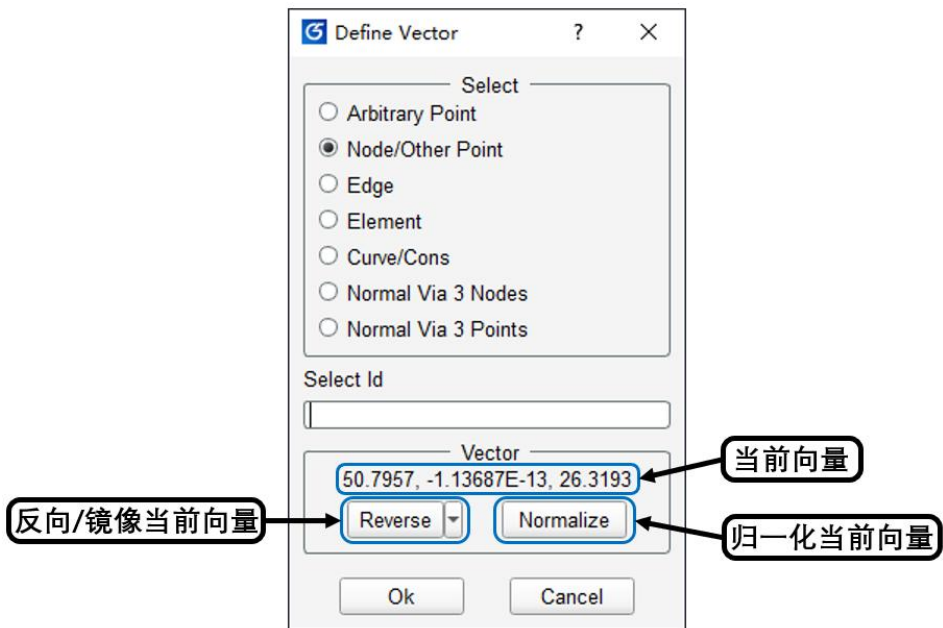 Define Vector ?
Select
Arbitrary Point
Node/Other Point
Edge
Element
Curve/Cons
Normal Via 3 Nodes
Normal Via 3 Points
Select Id
Vector
50.7957, -1.13687E-13, 26.3193
当前向量
反向/镜像当前向量
Reverse
Normalize
归一化当前向量
Ok
Cancel